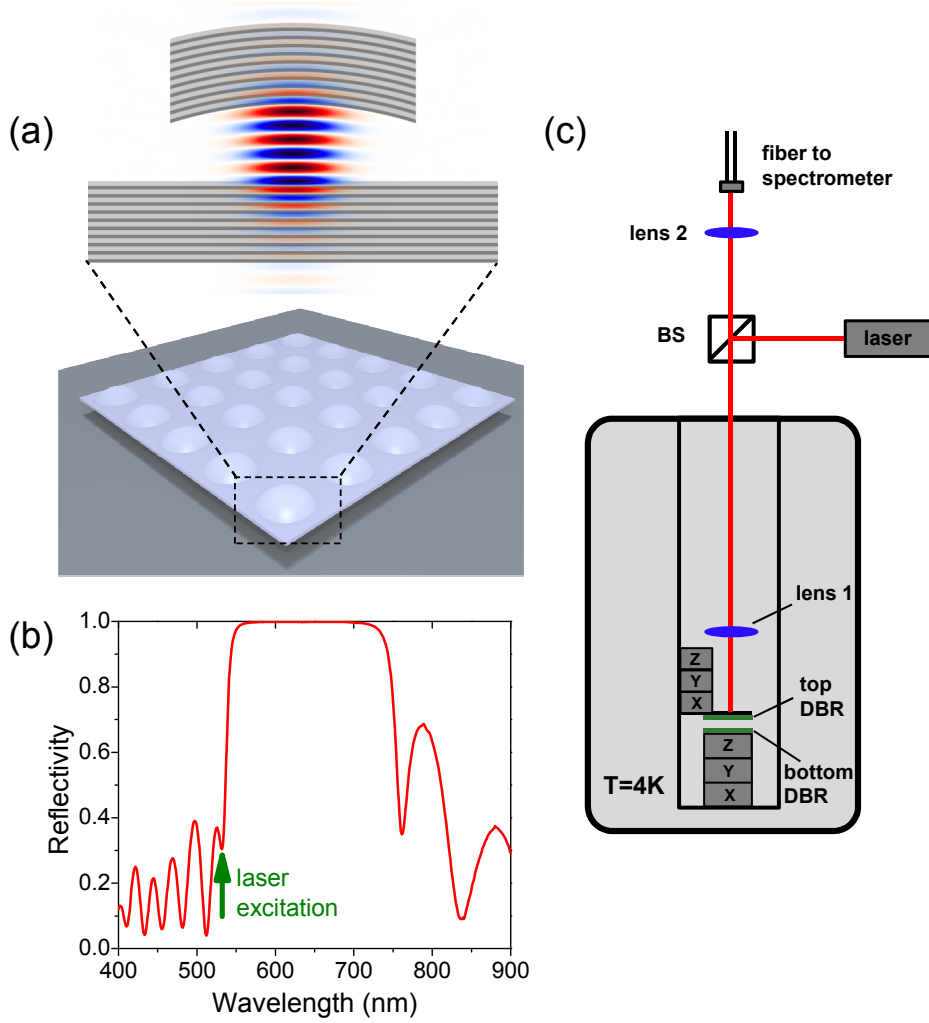 (a)
(b)
1.0
0.8
0.6
0.4
0.2
0.0
Reflectivity
laser
excitation
400 500 600 700 800 900
Wavelength (nm)
(c)
fiber to
spectrometer
lens 2
BS
laser
lens 1
Z
Y
X
top
DBR
Z
Y
X
bottom
DBR
T=4K